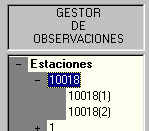 GESTOR
DE
OBSERVACIONES
Estaciones
10018
10018(1)
10018(2)
1